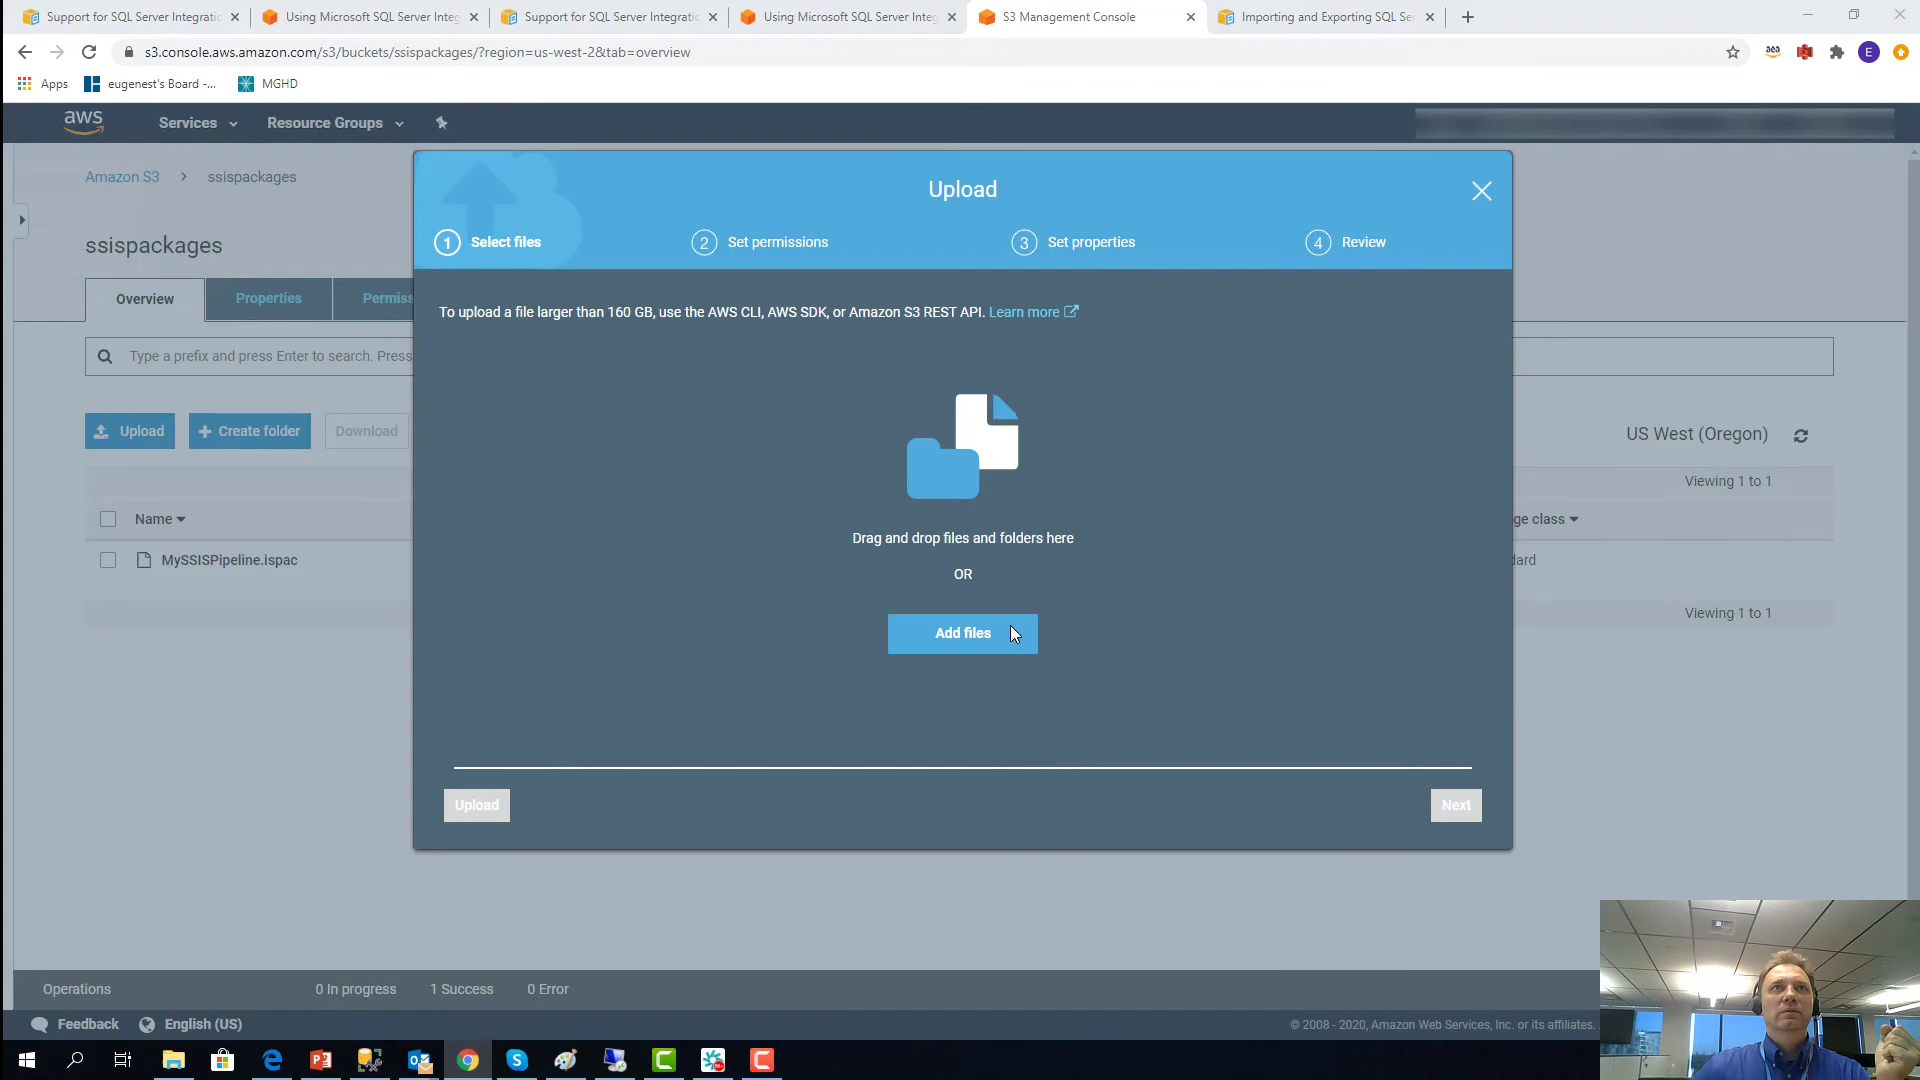 Support for SQL Server Integratio
Using Microsoft SQL Server Integ
Support for SQL Server Integratio
Using Microsoft SQL Server Integ
S3 Management Console
Importing and Exporting SQL Ser
s3.console.aws.amazon.com/s3/buckets/ssispackages/?region=us-west-2&tab=overview
E
Apps
eugenest's Board -...
MGHD
aws
Services
Resource Groups
Amazon S3
ssispackages
ssispackages
Overview
Properties
Permiss
Type a prefix and press Enter to search. Press
Upload
Create folder
Download
US West (Oregon)
Viewing 1 to 1
Name
ge class
MySSISPipeline.ispac
dard
Viewing 1 to 1
Upload
1 Select files
2 Set permissions
3 Set properties
4 Review
To upload a file larger than 160 GB, use the AWS CLI, AWS SDK, or Amazon S3 REST API. Learn more
Drag and drop files and folders here
OR
Add files
Upload
Next
Operations
0 In progress
1 Success
0 Error
Feedback
English (US)
© 2008 - 2020, Amazon Web Services, Inc. or its affiliates.